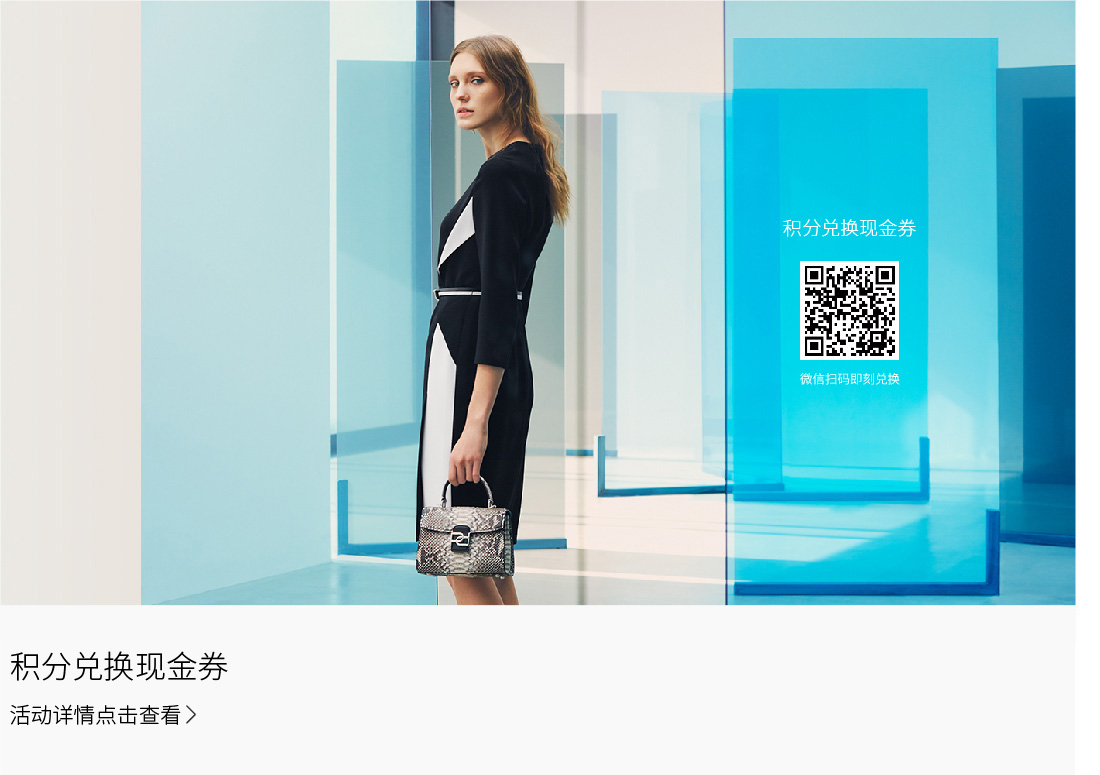 积分兑换现金券
微信扫码即刻兑换
积分兑换现金券
活动详情点击查看